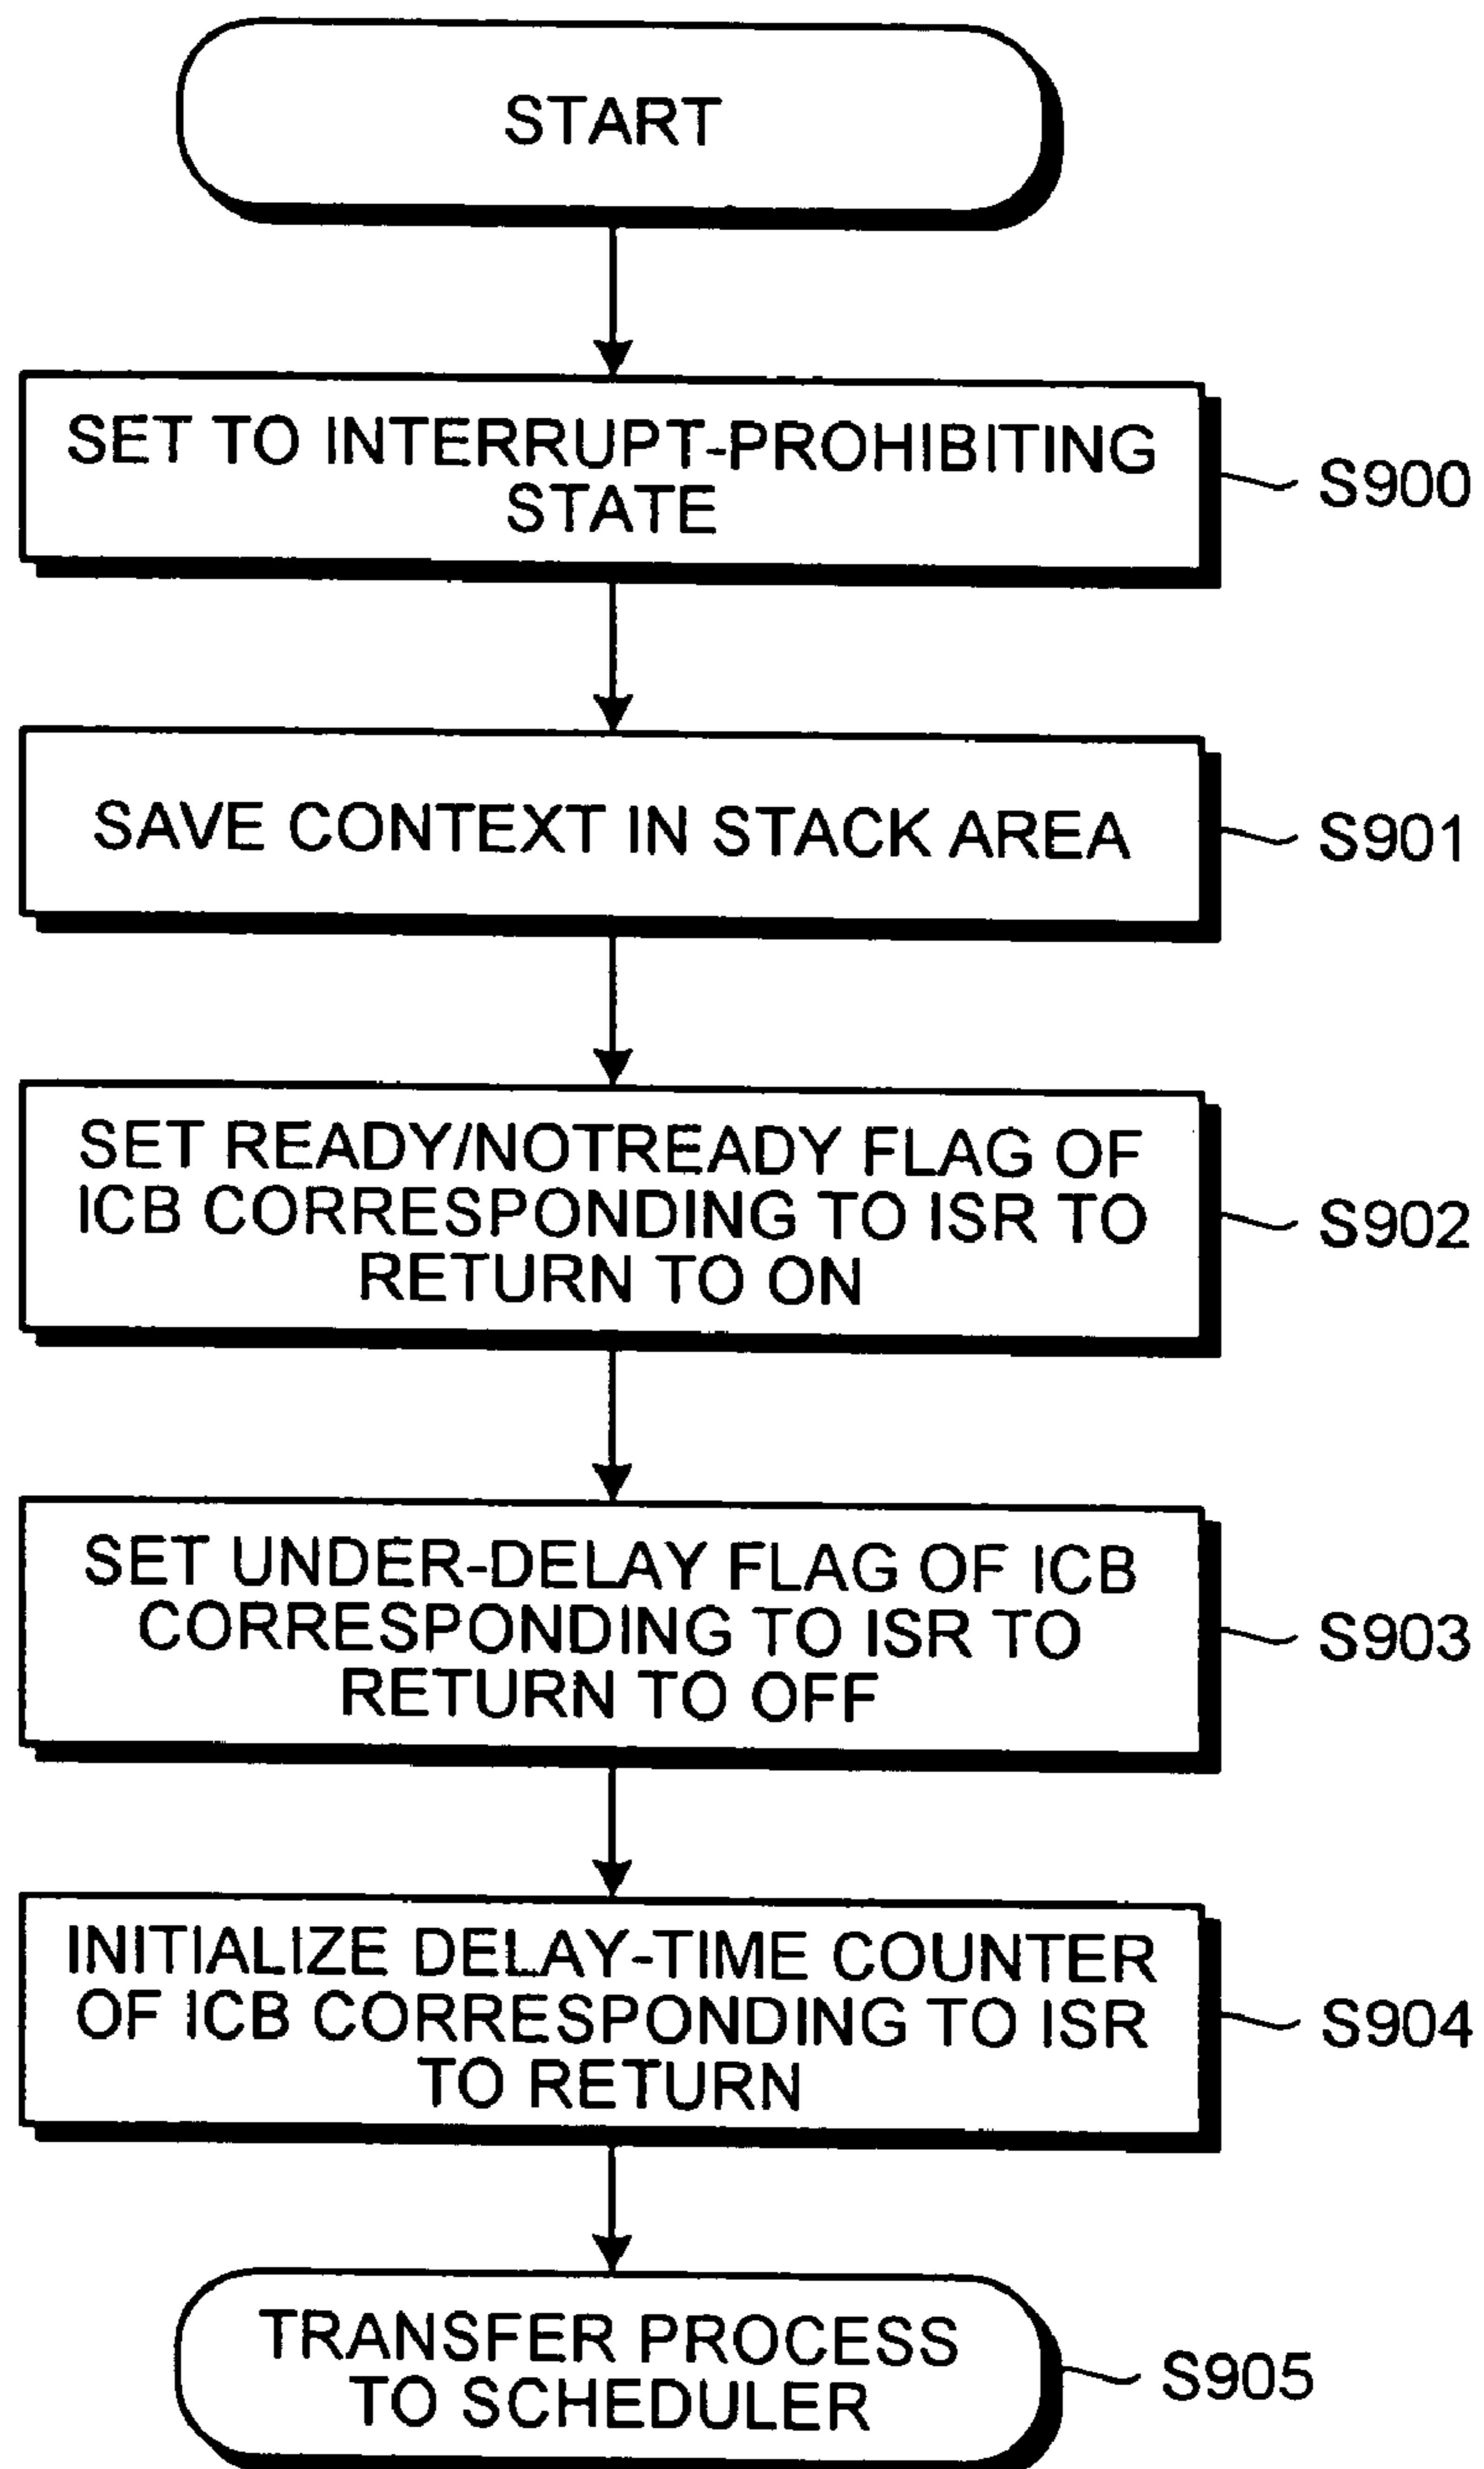 START
SET TO INTERRUPT-PROHIBITING
STATE
S900
SAVE CONTEXT IN STACK AREA
S901
SET READY/NOTREADY FLAG OF
ICB CORRESPONDING TO ISR TO
RETURN TO ON
S902
SET UNDER-DELAY FLAG OF ICB
CORRESPONDING TO ISR TO
RETURN TO OFF
S903
INITIALIZE DELAY-TIME COUNTER
OF ICB CORRESPONDING TO ISR
TO RETURN
S904
TRANSFER PROCESS
TO SCHEDULER
S905